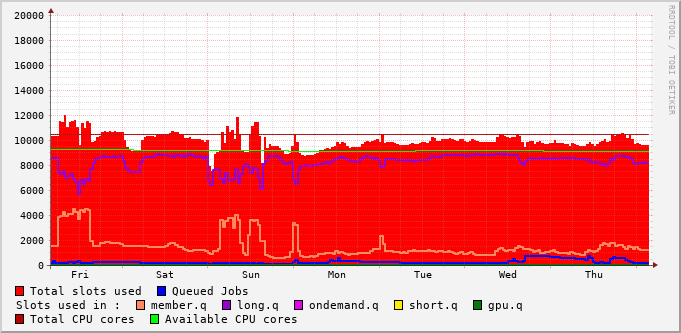 RRDTOOL / TOBI OETIKER
20000
18000
16000
14000
12000
10000
8000
6000
4000
2000
0
Fri Sat Sun Mon Tue Wed Thu
Total slots used Queued Jobs
Slots used in : member.q long.q ondemand.q short.q gpu.q
Total CPU cores Available CPU cores